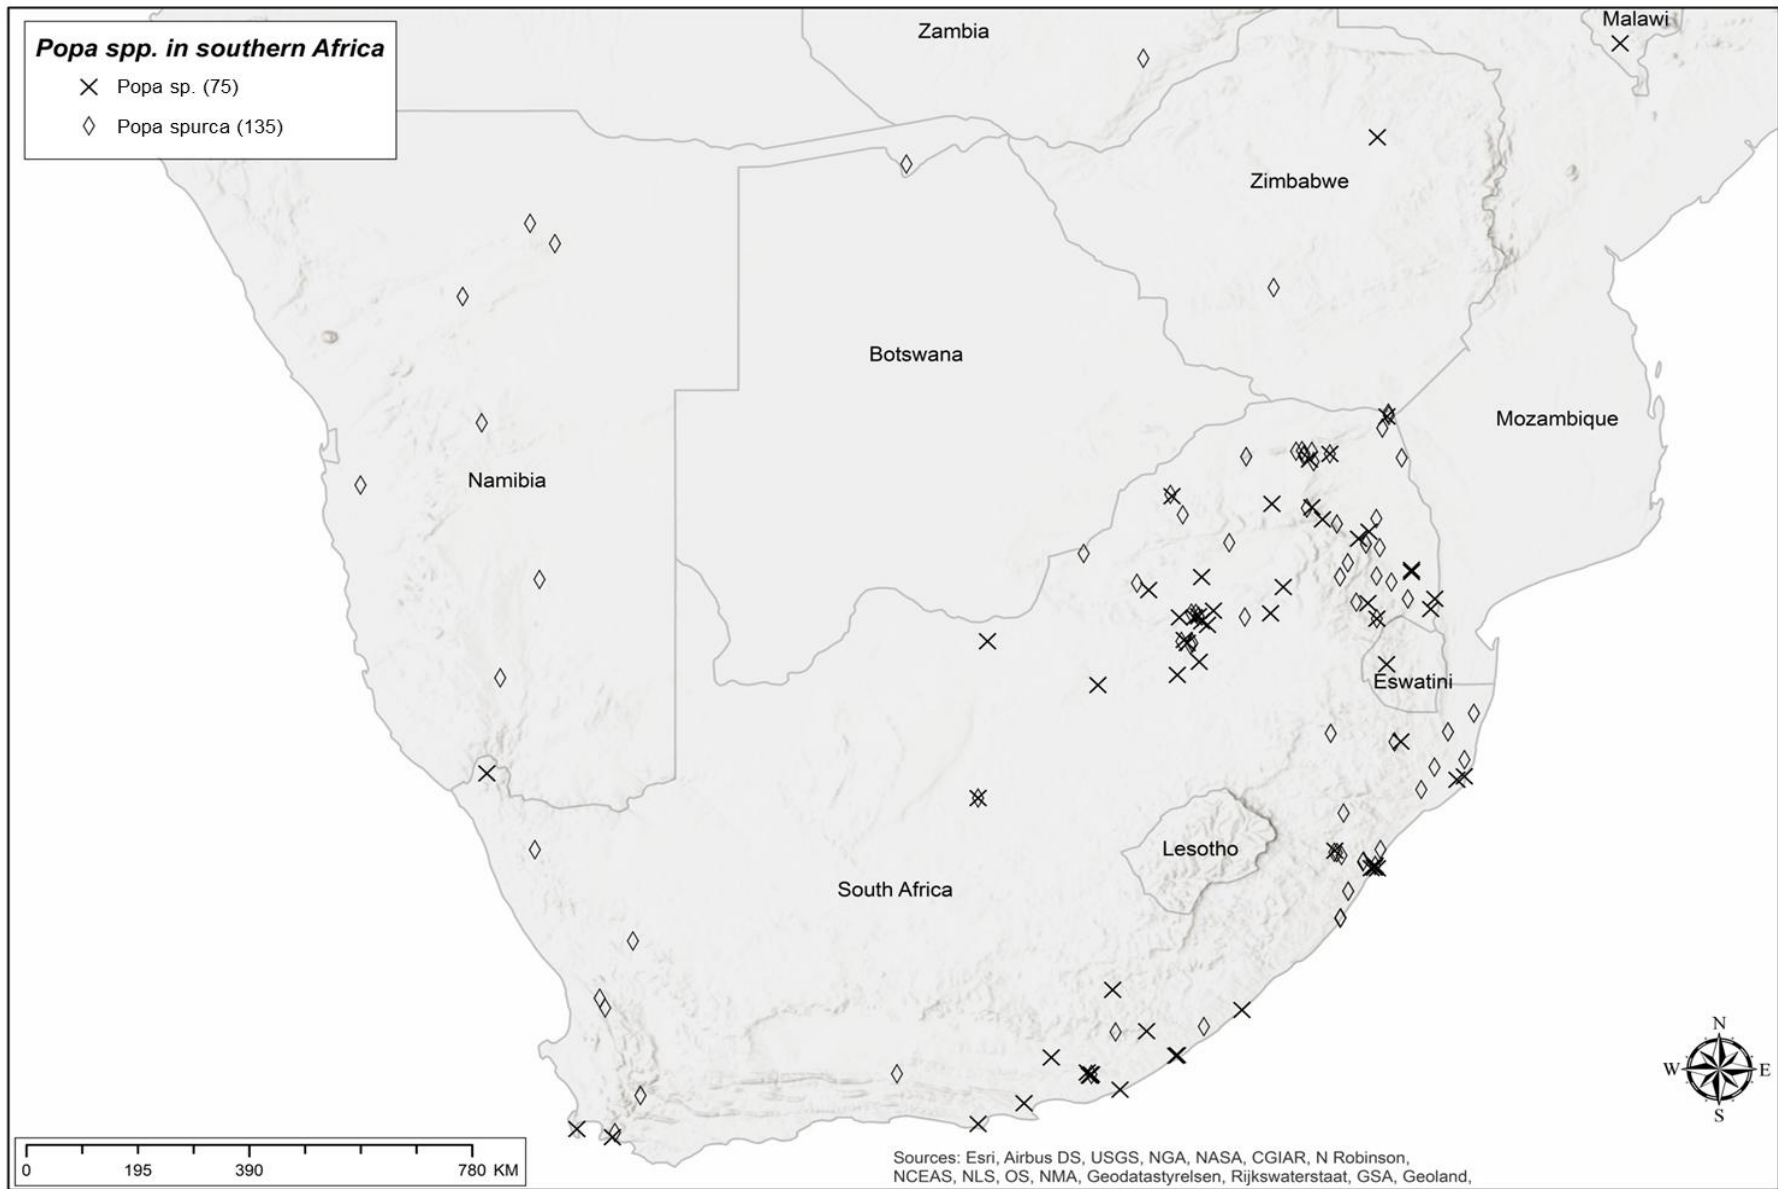 Popa spp. in southern Africa
Popa sp. (75)
Popa spurca (135)
Zambia
Malawi
Zimbabwe
Botswana
Mozambique
Namibia
Eswatini
Lesotho
South Africa
N
W E
S
0 195 390 780 KM
Sources: Esri, Airbus DS, USGS, NGA, NASA, CGIAR, N Robinson,
NCEAS, NLS, OS, NMA, Geodatastyrelsen, Rijkswaterstaat, GSA, Geoland,